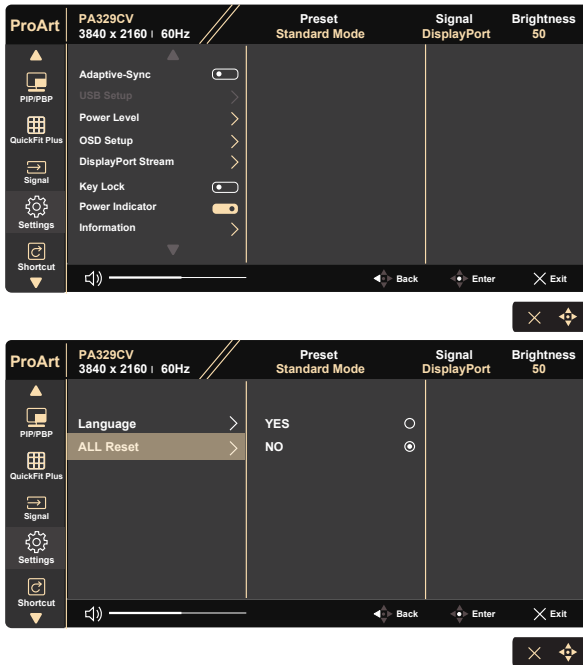 ProArt
PA329CV
3840 x 2160 | 60Hz
Preset
Standard Mode
Signal
DisplayPort
Brightness
50
PIP/PBP
QuickFit Plus
Signal
Settings
Shortcut
Adaptive-Sync
USB Setup
Power Level
OSD Setup
DisplayPort Stream
Key Lock
Power Indicator
Information
Back
Enter
Exit
ProArt
PA329CV
3840 x 2160 | 60Hz
Preset
Standard Mode
Signal
DisplayPort
Brightness
50
PIP/PBP
QuickFit Plus
Signal
Settings
Shortcut
Language
ALL Reset
YES
NO
Back
Enter
Exit